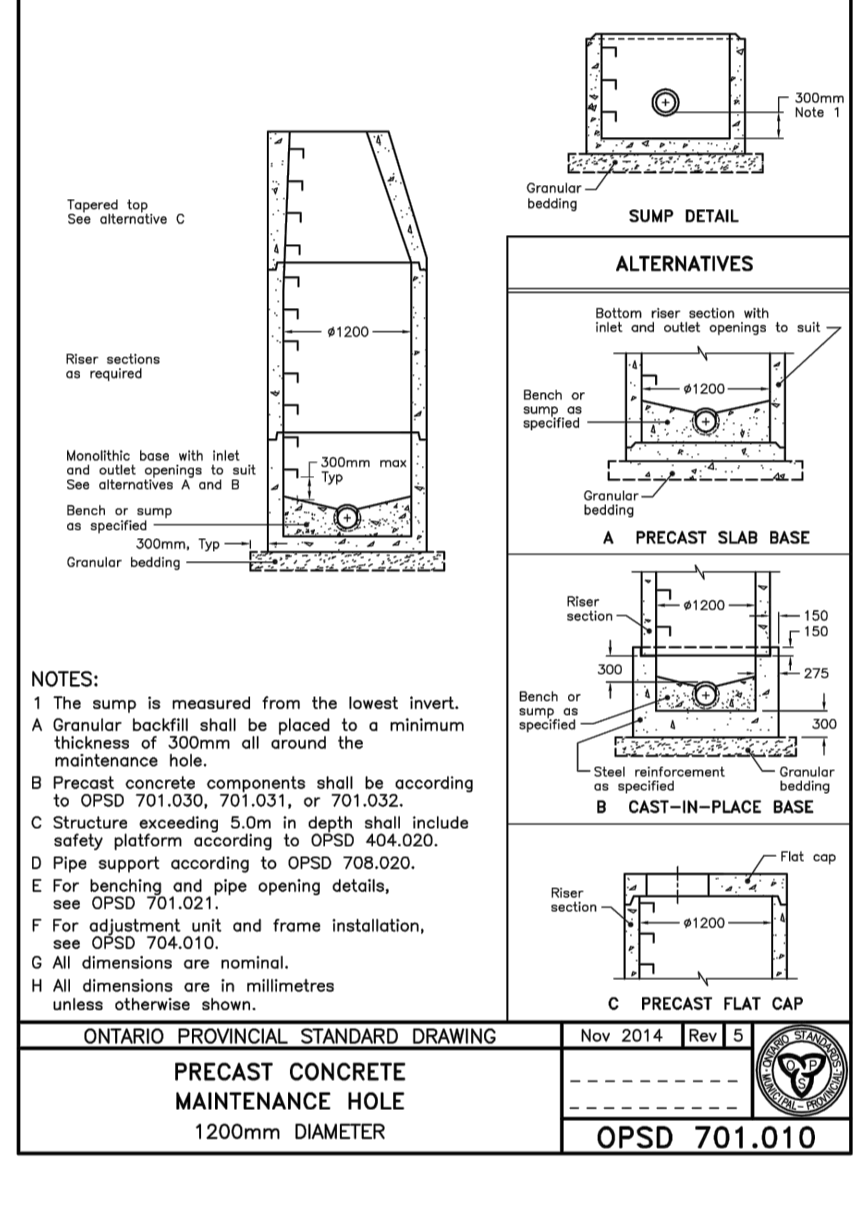 300mm
Note 1
Granular
bedding
SUMP DETAIL
Tapered top
See alternative C
ø1200
Riser sections
as required
Monolithic base with inlet
and outlet openings to suit
See alternatives A and B
300mm max
Typ
Bench or sump
as specified
300mm, Typ
Granular bedding
ALTERNATIVES
Bottom riser section with
inlet and outlet openings to suit
ø1200
Bench or
sump as
specified
Granular
bedding
A PRECAST SLAB BASE
Riser
section
ø1200
150
150
300
275
Bench or
sump as
specified
300
Steel reinforcement
as specified
Granular
bedding
B CAST-IN-PLACE BASE
Flat cap
Riser
section
ø1200
C PRECAST FLAT CAP
NOTES:
1 The sump is measured from the lowest invert.
A Granular backfill shall be placed to a minimum
thickness of 300mm all around the
maintenance hole.
B Precast concrete components shall be according
to OPSD 701.030, 701.031, or 701.032.
C Structure exceeding 5.0m in depth shall include
safety platform according to OPSD 404.020.
D Pipe support according to OPSD 708.020.
E For benching and pipe opening details,
see OPSD 701.021.
F For adjustment unit and frame installation,
see OPSD 704.010.
G All dimensions are nominal.
H All dimensions are in millimetres
unless otherwise shown.
ONTARIO PROVINCIAL STANDARD DRAWING
Nov 2014 Rev 5
PRECAST CONCRETE
MAINTENANCE HOLE
1200mm DIAMETER
ONTARIO STANDARDS
MUNICIPAL - PROVINCIAL
O P
S
OPSD 701.010